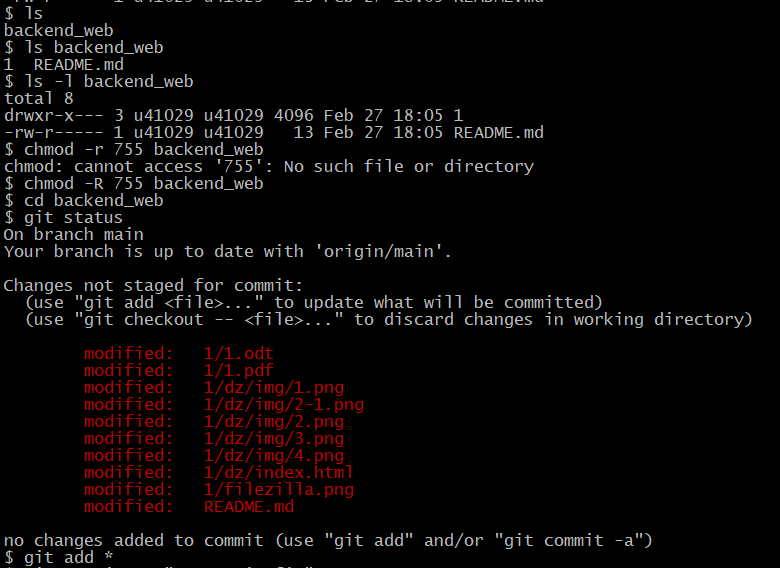 $ ls
backend_web
$ ls backend_web
1  README.md
$ ls -l backend_web
total 8
drwxr-x--- 3 u41029 u41029 4096 Feb 27 18:05 1
-rw-r----- 1 u41029 u41029   13 Feb 27 18:05 README.md
$ chmod -r 755 backend_web
chmod: cannot access '755': No such file or directory
$ chmod -R 755 backend_web
$ cd backend_web
$ git status
On branch main
Your branch is up to date with 'origin/main'.

Changes not staged for commit:
  (use "git add <file>..." to update what will be committed)
  (use "git checkout -- <file>..." to discard changes in working directory)

        modified:   1/1.odt
        modified:   1/1.pdf
        modified:   1/dz/img/1.png
        modified:   1/dz/img/2-1.png
        modified:   1/dz/img/2.png
        modified:   1/dz/img/3.png
        modified:   1/dz/img/4.png
        modified:   1/dz/index.html
        modified:   1/filezilla.png
        modified:   README.md

no changes added to commit (use "git add" and/or "git commit -a")
$ git add *